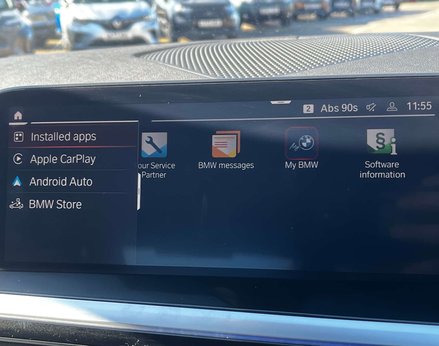 2 Abs 90s 11:55
Installed apps
Apple CarPlay
Android Auto
BMW Store
our Service
Partner
BMW messages
My BMW
Software
information